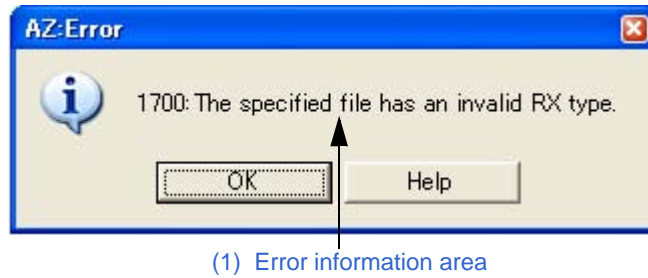 AZ:Error
1700: The specified file has an invalid RX type.
OK Help
(1) Error information area